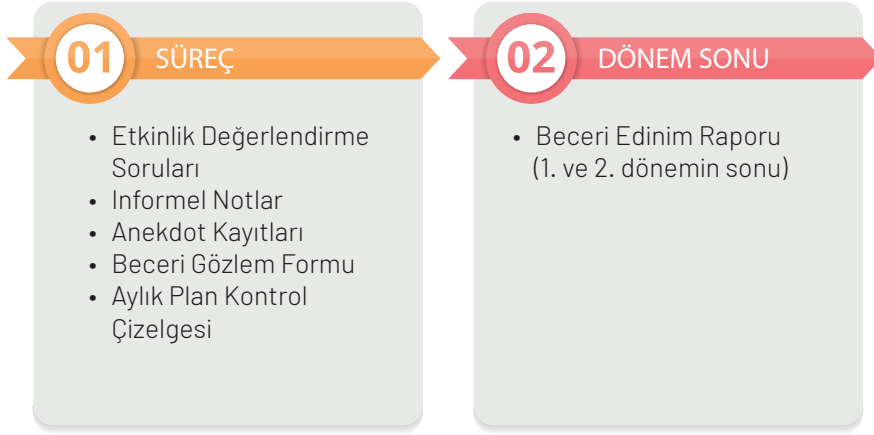 01 SÜREÇ
• Etkinlik Değerlendirme
Soruları
• Informel Notlar
• Anekdot Kayıtları
• Beceri Gözlem Formu
• Aylık Plan Kontrol
Çizelgesi
02 DÖNEM SONU
• Beceri Edinim Raporu
(1. ve 2. dönemin sonu)